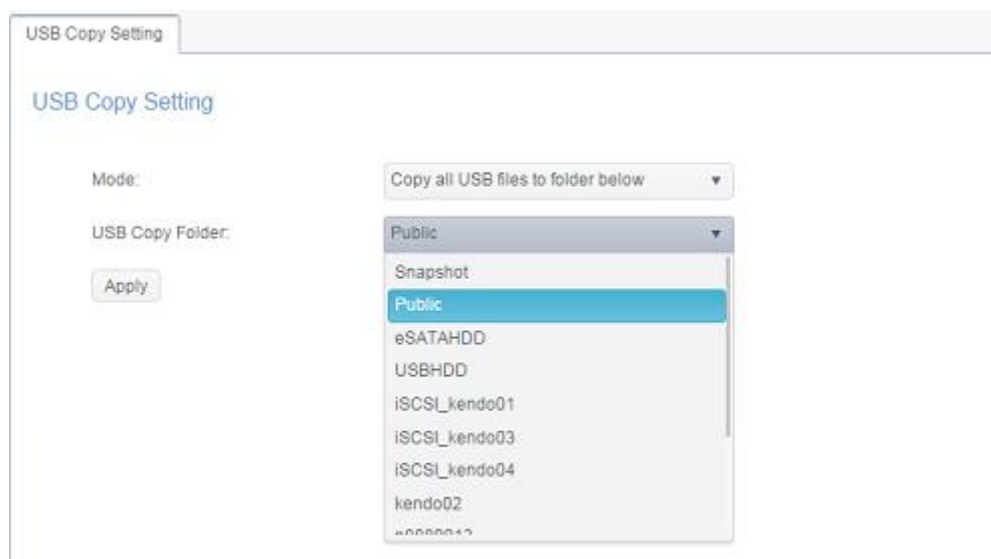 USB Copy Setting
USB Copy Setting
Mode: Copy all USB files to folder below
USB Copy Folder: Public
Apply
Snapshot
Public
eSATAHDD
USBHDD
iSCSI_kendo01
iSCSI_kendo03
iSCSI_kendo04
kendo02